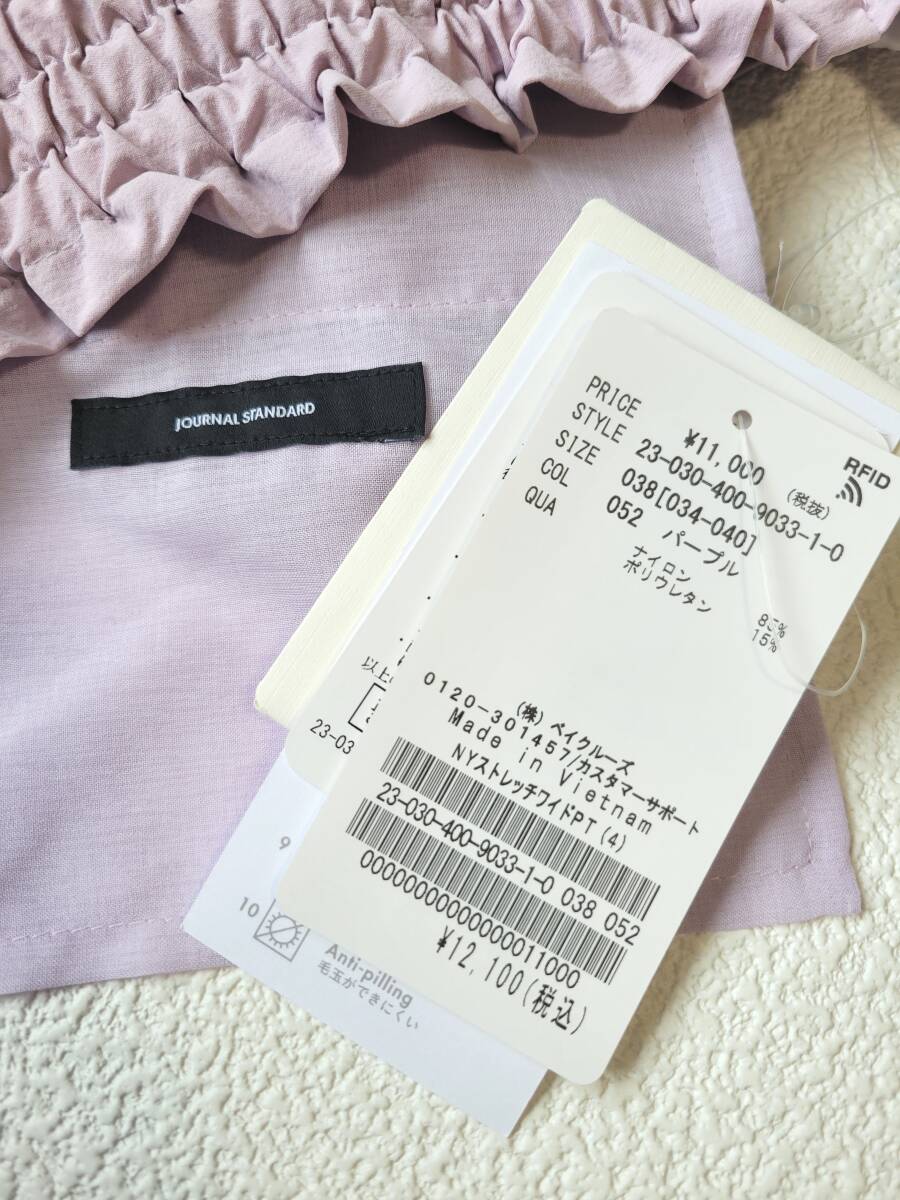 JOURNAL STANDARD
RFID
PRICE ¥11,000 (税抜)
STYLE 23-030-400-9033-1-0
SIZE 038[034-040]
COL 052 パープル
QUA ナイロン 85%
ポリウレタン 15%
(株) ベイクルーズ
0120-301457/カスタマーサポート
Made in Vietnam
NYストレッチワイドPT (4)
23-030-400-9033-1-0 038 052
0000000000000011000
¥12,100(税込)
以上
23-03
9
10
Anti-pilling
毛玉ができにくい